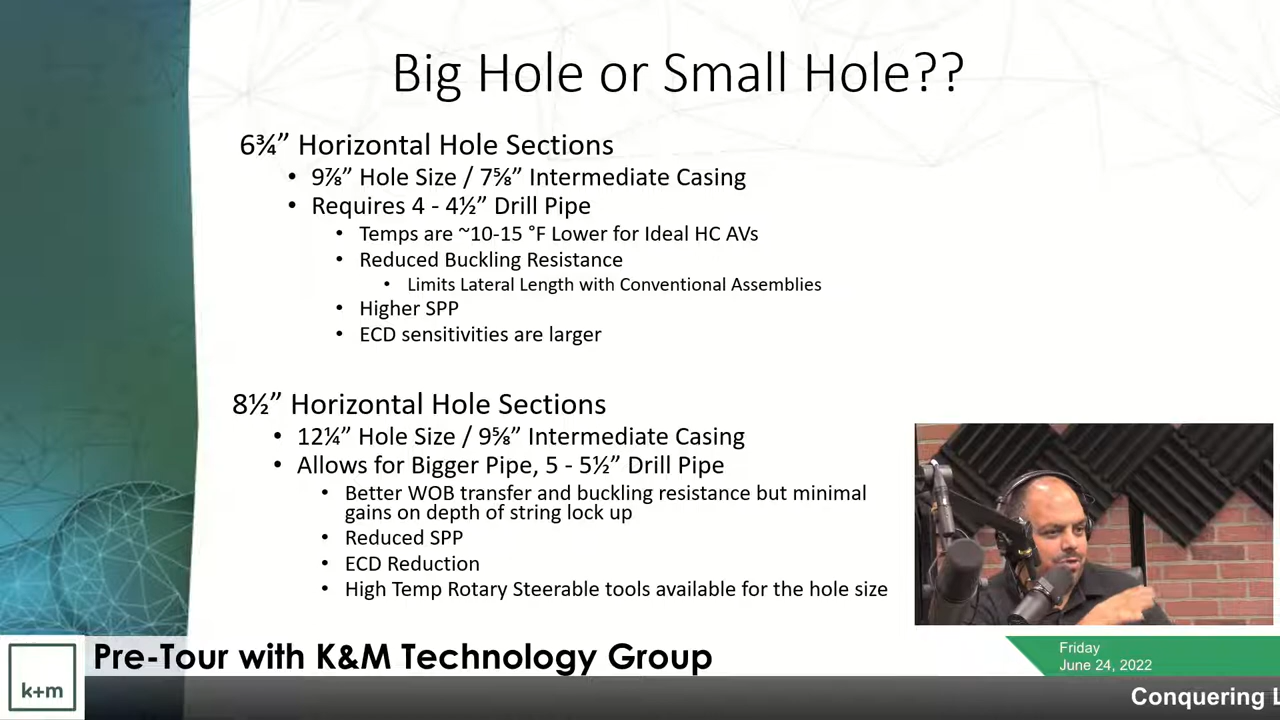 Big Hole or Small Hole??
6¾” Horizontal Hole Sections
• 9⅞” Hole Size / 7⅝” Intermediate Casing
• Requires 4 - 4½” Drill Pipe
• Temps are ~10-15 °F Lower for Ideal HC AVs
• Reduced Buckling Resistance
• Limits Lateral Length with Conventional Assemblies
• Higher SPP
• ECD sensitivities are larger
8½” Horizontal Hole Sections
• 12¼” Hole Size / 9⅝” Intermediate Casing
• Allows for Bigger Pipe, 5 - 5½” Drill Pipe
• Better WOB transfer and buckling resistance but minimal
gains on depth of string lock up
• Reduced SPP
• ECD Reduction
• High Temp Rotary Steerable tools available for the hole size
k+m
Pre-Tour with K&M Technology Group
Friday
June 24, 2022
Conquering L